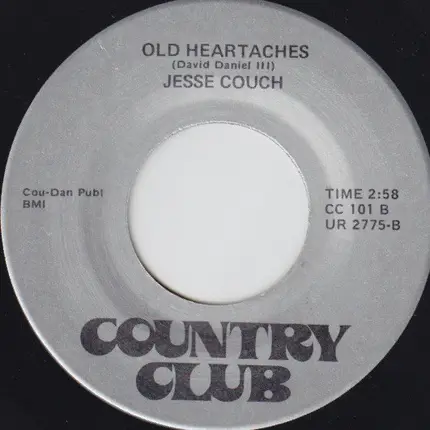 OLD HEARTACHES
(David Daniel III)
JESSE COUCH
Cou-Dan Publ
BMI
TIME 2:58
CC 101 B
UR 2775-B
COUNTRY
CLUB